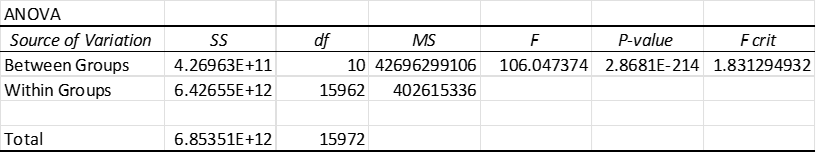 ANOVA
Source of Variation SS df MS F P-value F crit
Between Groups 4.26963E+11 10 42696299106 106.047374 2.8681E-214 1.831294932
Within Groups 6.42655E+12 15962 402615336
Total 6.85351E+12 15972